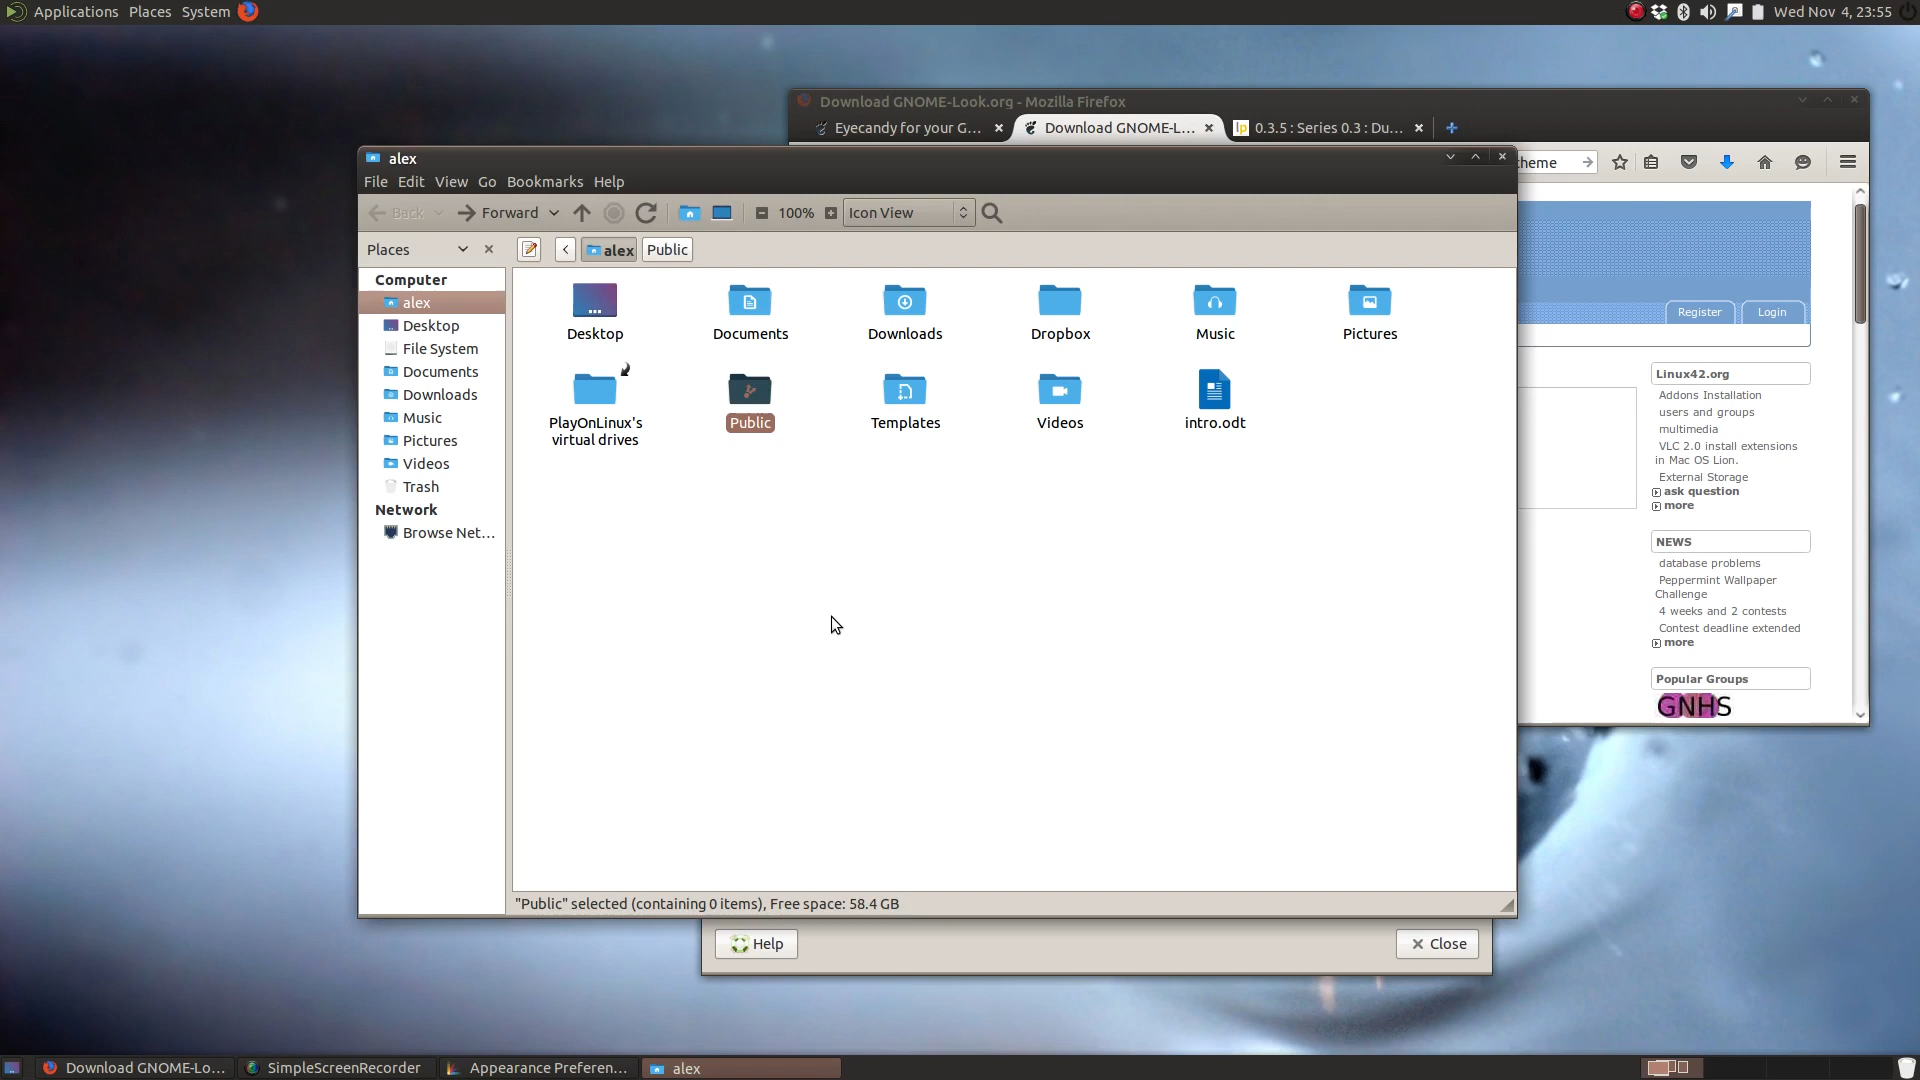 Applications Places System
Wed Nov 4, 23:55
Download GNOME-Look.org - Mozilla Firefox
Eyecandy for your G...
Download GNOME-L...
0.3.5 : Series 0.3 : Du...
alex
File Edit View Go Bookmarks Help
Back
Forward
100%
Icon View
heme
Places
alex
Public
Computer
alex
Desktop
File System
Documents
Downloads
Music
Pictures
Videos
Trash
Network
Browse Net...
Desktop
Documents
Downloads
Dropbox
Music
Pictures
PlayOnLinux's
virtual drives
Public
Templates
Videos
intro.odt
Register
Login
Linux42.org
Addons Installation
users and groups
multimedia
VLC 2.0 install extensions
in Mac OS Lion.
External Storage
ask question
more
NEWS
database problems
Peppermint Wallpaper
Challenge
4 weeks and 2 contests
Contest deadline extended
more
Popular Groups
GNHS
"Public" selected (containing 0 items), Free space: 58.4 GB
Help
Close
Download GNOME-Lo...
SimpleScreenRecorder
Appearance Preferen...
alex